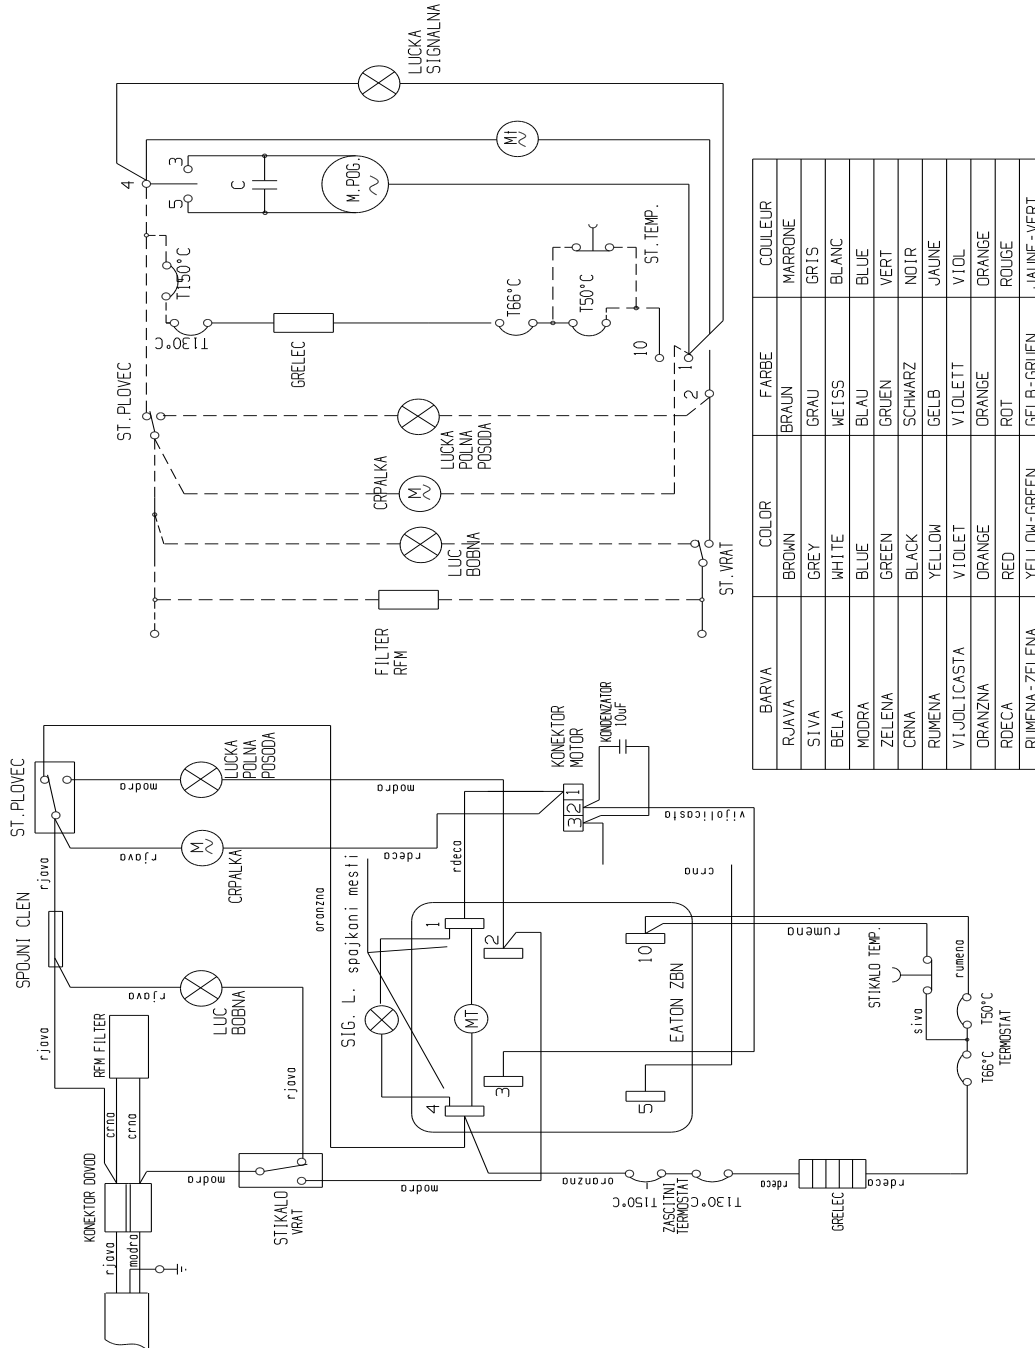 LUCKA
SIGNALNA
Mt
4
3
5
C
M.POG.
T150°C
T130°C
GRELEC
T66°C
T50°C
ST.TEMP.
10
1
2
ST.PLOVEC
LUCKA
POLNA
POSODA
CRPALKA
M
LUC
BOBNA
ST.VRAT
FILTER
RFM
BARVA COLOR FARBE COULEUR
RJAVA BROWN BRAUN MARRONE
SIVA GREY GRAU GRIS
BELA WHITE WEISS BLANC
MODRA BLUE BLAU BLUE
ZELENA GREEN GRUEN VERT
CRNA BLACK SCHWARZ NOIR
RUMENA YELLOW GELB JAUNE
VIJOLICASTA VIOLET VIOLETT VIOL
ORANZNA ORANGE ORANGE ORANGE
RDECA RED ROT ROUGE
RUMENA-ZELENA YELLOW-GREEN GELB-GRUEN JAUNE-VERT
ST.PLOVEC
LUCKA
POLNA
POSODA
modra
modra
rjava
rjava
M
CRPALKA
rdeca
rdeca
KONEKTOR
MOTOR
3 2 1
KONDENZATOR
10uF
vijolicasta
crna
SPOJNI CLEN
rjava
LUC
BOBNA
oranzna
SIG. L. spajkani mesti
1
2
MT
3
4
5
10
EATON ZBN
rumena
STIKALO TEMP.
rumena
siva
T50°C
T66°C
TERMOSTAT
RFM FILTER
rjava
crna
crna
rjava
KONEKTOR DOVOD
modra
STIKALO
VRAT
modra
rjava
modra
oranzna
T150°C
ZASCITNI
TERMOSTAT
T130°C
rdeca
GRELEC
rdeca